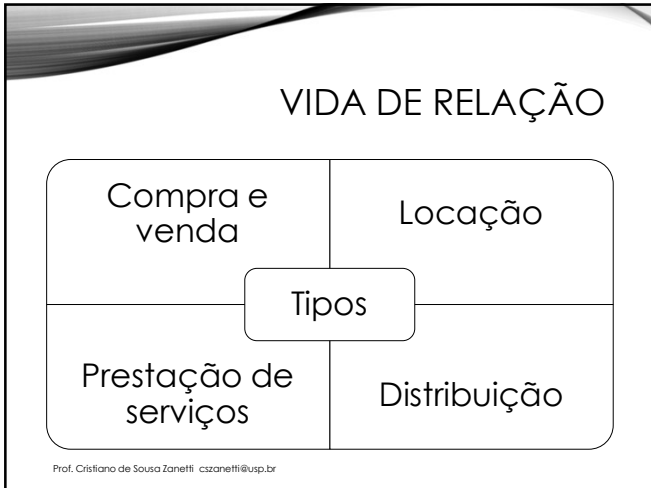 VIDA DE RELAÇÃO
Compra e
venda
Locação
Tipos
Prestação de
serviços
Distribuição
Prof. Cristiano de Sousa Zanetti cszanetti@usp.br